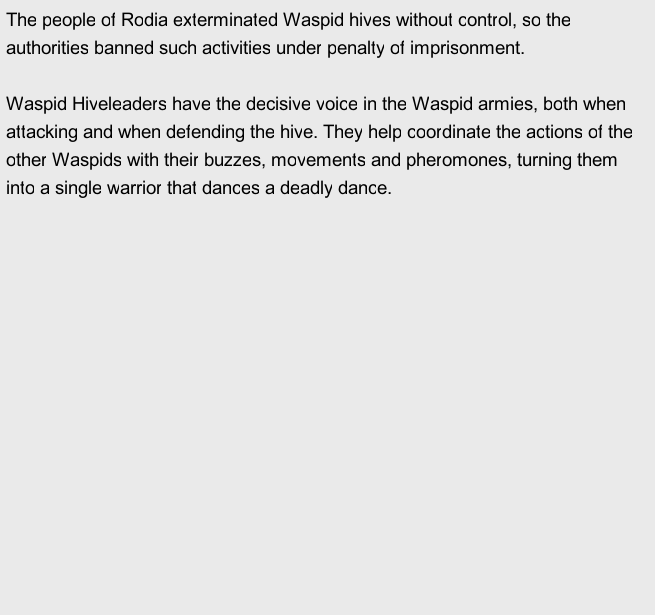 The people of Rodia exterminated Waspid hives without control, so the
authorities banned such activities under penalty of imprisonment.
Waspid Hiveleaders have the decisive voice in the Waspid armies, both when
attacking and when defending the hive. They help coordinate the actions of the
other Waspids with their buzzes, movements and pheromones, turning them
into a single warrior that dances a deadly dance.